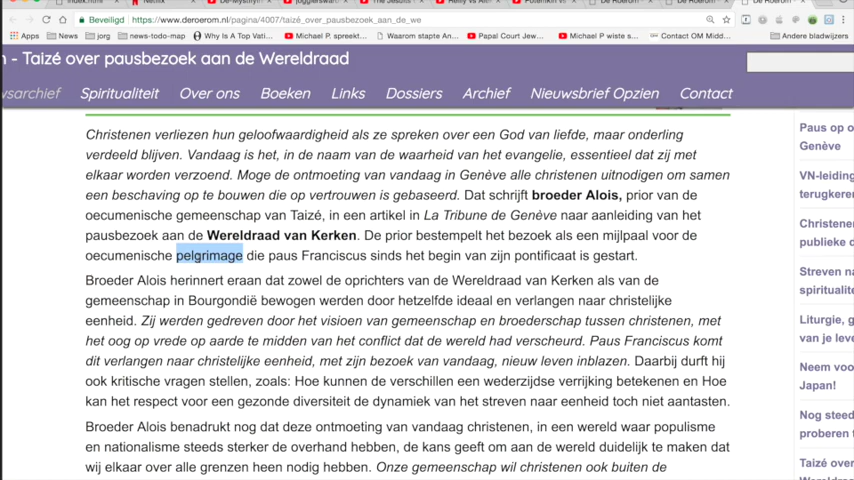 index.html Netflix The Jesuits Potemkin vs
Beveiligd https://www.deroerom.nl/pagina/4007/taizé_over_pausbezoek_aan_de_we
Apps News jorg news-todo-map Why Is A Top Vati… Michael P. spreekt… Waarom stapte An… Papal Court Jew… Michael P wiste s… Contact OM Midd… Andere bladwijzers
- Taizé over pausbezoek aan de Wereldraad
wsarchief Spiritualiteit Over ons Boeken Links Dossiers Archief Nieuwsbrief Opzien Contact
Christenen verliezen hun geloofwaardigheid als ze spreken over een God van liefde, maar onderling
verdeeld blijven. Vandaag is het, in de naam van de waarheid van het evangelie, essentieel dat zij met
elkaar worden verzoend. Moge de ontmoeting van vandaag in Genève alle christenen uitnodigen om samen
een beschaving op te bouwen die op vertrouwen is gebaseerd. Dat schrijft broeder Alois, prior van de
oecumenische gemeenschap van Taizé, in een artikel in La Tribune de Genève naar aanleiding van het
pausbezoek aan de Wereldraad van Kerken. De prior bestempelt het bezoek als een mijlpaal voor de
oecumenische pelgrimage die paus Franciscus sinds het begin van zijn pontificaat is gestart.
Broeder Alois herinnert eraan dat zowel de oprichters van de Wereldraad van Kerken als van de
gemeenschap in Bourgondië bewogen werden door hetzelfde ideaal en verlangen naar christelijke
eenheid. Zij werden gedreven door het visioen van gemeenschap en broederschap tussen christenen, met
het oog op vrede op aarde te midden van het conflict dat de wereld had verscheurd. Paus Franciscus komt
dit verlangen naar christelijke eenheid, met zijn bezoek van vandaag, nieuw leven inblazen. Daarbij durft hij
ook kritische vragen stellen, zoals: Hoe kunnen de verschillen een wederzijdse verrijking betekenen en Hoe
kan het respect voor een gezonde diversiteit de dynamiek van het streven naar eenheid toch niet aantasten.
Broeder Alois benadrukt nog dat deze ontmoeting van vandaag christenen, in een wereld waar populisme
en nationalisme steeds sterker de overhand hebben, de kans geeft om aan de wereld duidelijk te maken dat
wij elkaar over alle grenzen heen nodig hebben. Onze gemeenschap wil christenen ook buiten de
Paus op o
Genève
VN-leiding
terugkeren
Christenen
publieke d
Streven na
spiritualite
Liturgie, g
van je leve
Neem voo
Japan!
Nog steed
proberen
Taizé over